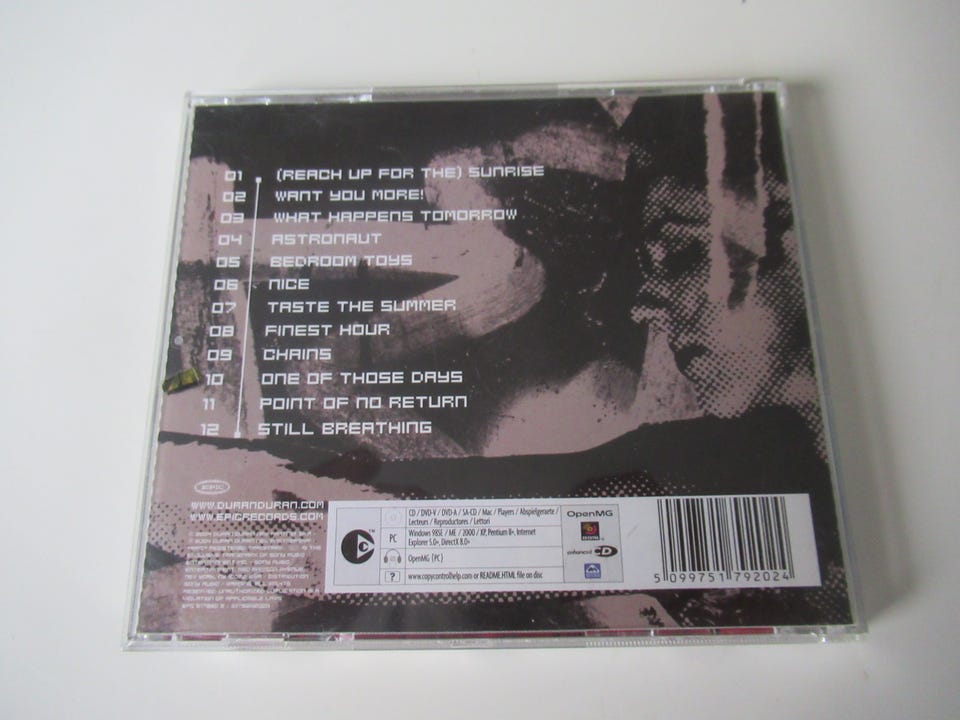 01 (REACH UP FOR THE) SUNRISE
02 WANT YOU MORE!
03 WHAT HAPPENS TOMORROW
04 ASTRONAUT
05 BEDROOM TOYS
06 NICE
07 TASTE THE SUMMER
08 FINEST HOUR
09 CHAINS
10 ONE OF THOSE DAYS
11 POINT OF NO RETURN
12 STILL BREATHING
EPIC
WWW.DURANDURAN.COM
WWW.EPICRECORDS.COM
CD / DVD-V / DVD-A / SA-CD / Mac / Players / Abspielgeraete /
Lecteurs / Reproductores / Lettori
PC Windows 98SE / ME / 2000 / XP, Pentium II+, Internet
Explorer 5.0+, DirectX 8.0+
OpenMG (PC)
? www.copycontrolhelp.com or README.HTML file on disc
OpenMG
enhanced CD
5 099751 792024